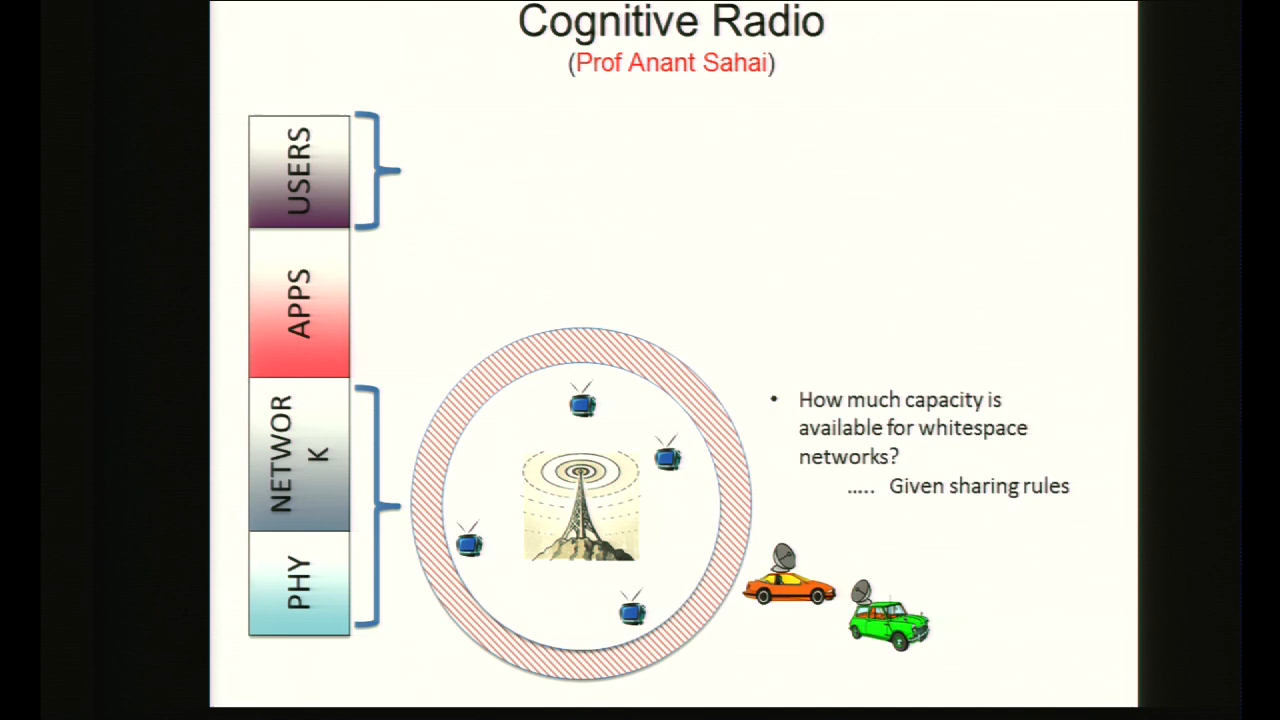 Cognitive Radio
(Prof Anant Sahai)
USERS
APPS
NETWOR
K
PHY
• How much capacity is
available for whitespace
networks?
..... Given sharing rules